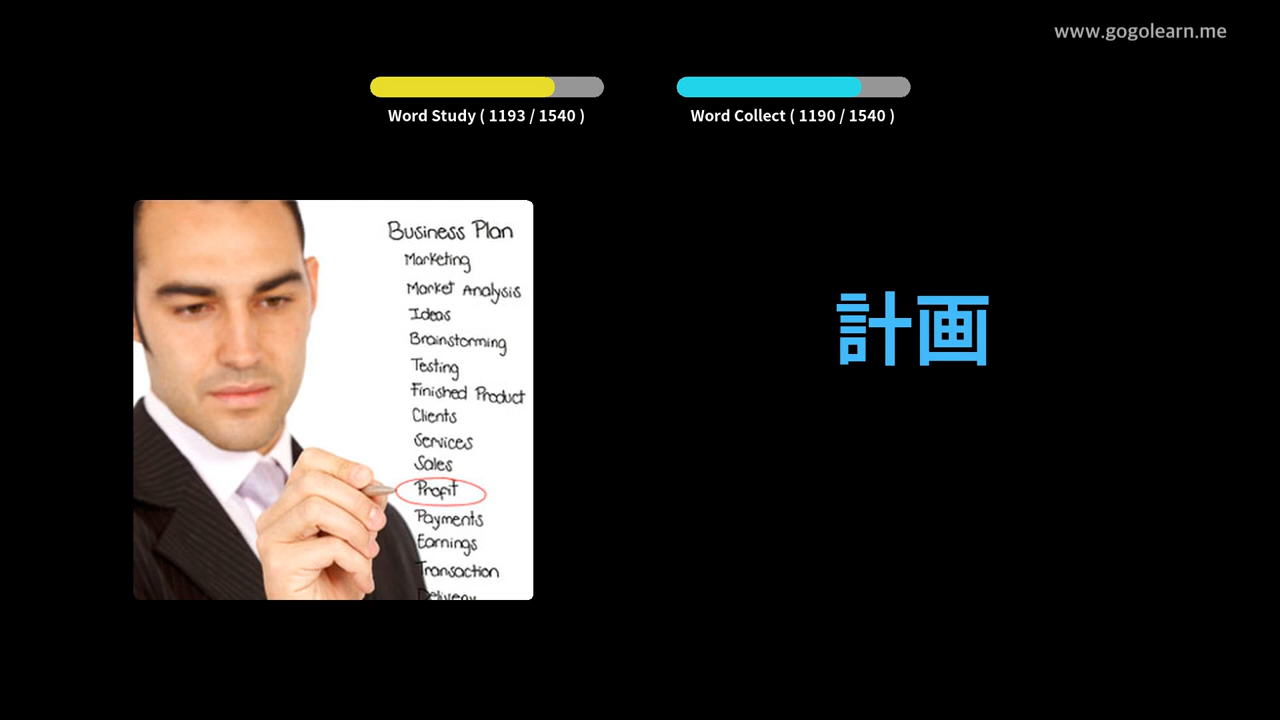 www.gogolearn.me
Word Study ( 1193 / 1540 )
Word Collect ( 1190 / 1540 )
Business Plan
Marketing
Market Analysis
Ideas
Brainstorming
Testing
Finished Product
Clients
Services
Sales
Profit
Payments
Earnings
Transaction
Delivery
計画